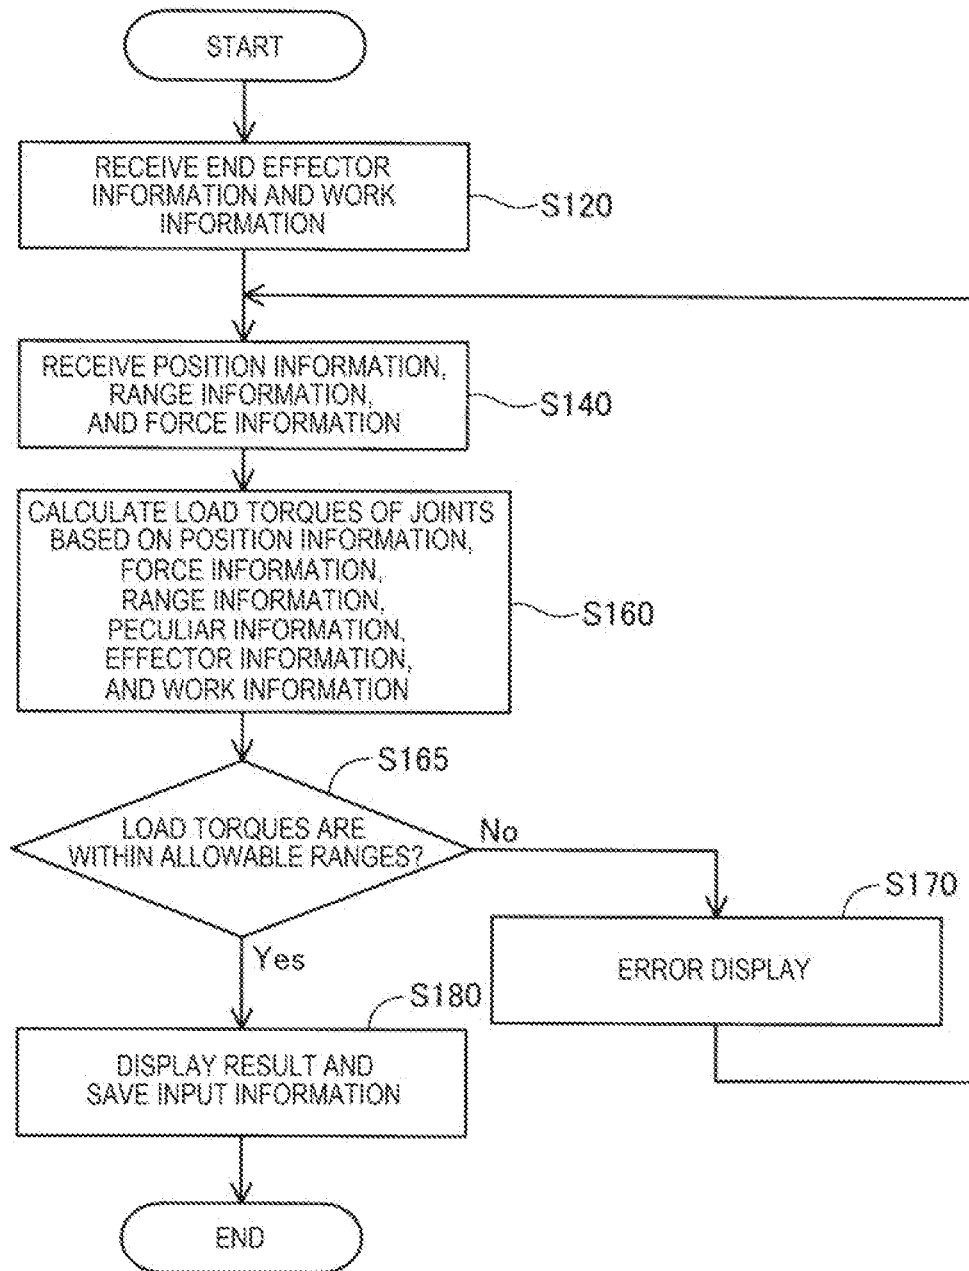 START
RECEIVE END EFFECTOR
INFORMATION AND WORK
INFORMATION
S120
RECEIVE POSITION INFORMATION,
RANGE INFORMATION,
AND FORCE INFORMATION
S140
CALCULATE LOAD TORQUES OF JOINTS
BASED ON POSITION INFORMATION,
FORCE INFORMATION,
RANGE INFORMATION,
PECULIAR INFORMATION,
EFFECTOR INFORMATION,
AND WORK INFORMATION
S160
S165
LOAD TORQUES ARE
WITHIN ALLOWABLE RANGES?
No
S170
ERROR DISPLAY
Yes
S180
DISPLAY RESULT AND
SAVE INPUT INFORMATION
END